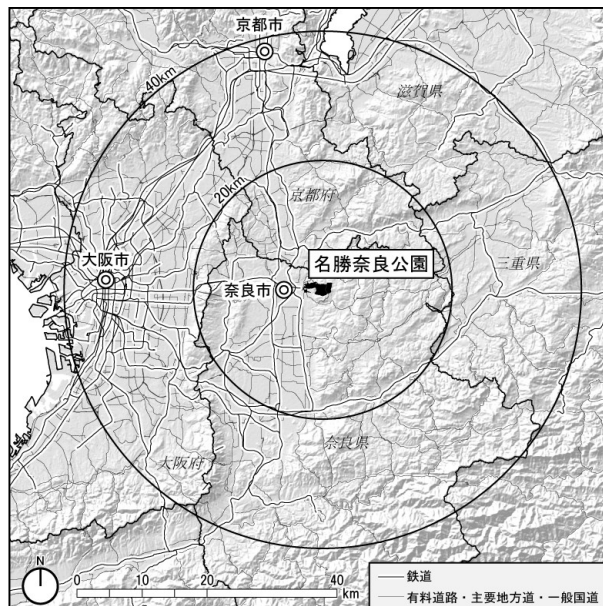 京都市
40km
滋賀県
20km
京都府
名勝奈良公園
三重県
大阪市
奈良市
奈良県
大阪府
N
0 10 20 40
km
鉄道
有料道路・主要地方道・一般国道